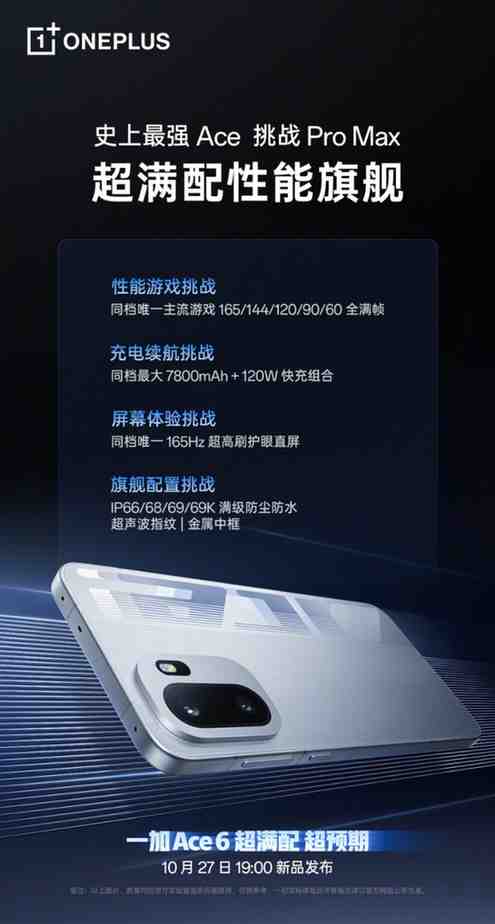 1+ ONEPLUS
史上最强 Ace 挑战 Pro Max
超满配性能旗舰
性能游戏挑战
同档唯一主流游戏 165/144/120/90/60 全满帧
充电续航挑战
同档最大 7800mAh + 120W 快充组合
屏幕体验挑战
同档唯一 165Hz 超高刷护眼直屏
旗舰配置挑战
IP66/68/69/69K 满级防尘防水
超声波指纹 | 金属中框
一加 Ace 6 超满配 超预期
10 月 27 日 19:00 新品发布